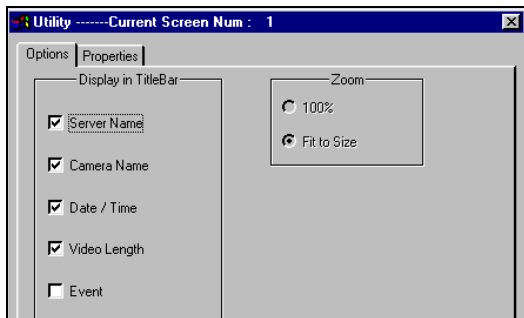 Utility -------Current Screen Num :   1
Options Properties
Display in TitleBar
Server Name
Camera Name
Date / Time
Video Length
Event
Zoom
100%
Fit to Size